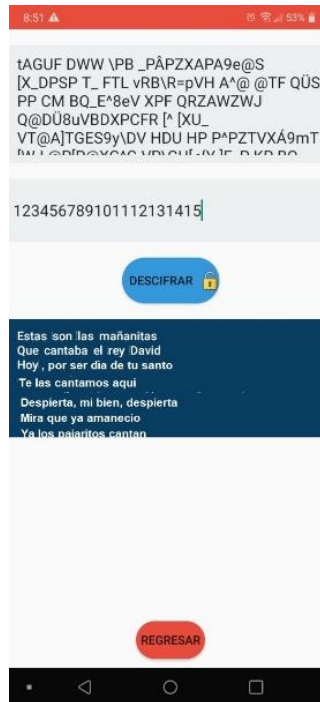 8:51
53%
tAGUF DWW \PB _PÂPZXAPA9e@S
[X_DPSP T_ FTL vRB\R=pVH A^@ @TF QÜS
PP CM BQ_E^8eV XPF QRZAWZWJ
Q@DÜ8uVBDXPCFR [^ [XU_
VT@A]TGES9y\DV HDU HP P^PZTVXÁ9mT
123456789101112131415
DESCIFRAR
Estas son las mañanitas
Que cantaba el rey David
Hoy , por ser dia de tu santo
Te las cantamos aqui
Despierta, mi bien, despierta
Mira que ya amanecio
Ya los pajaritos cantan
REGRESAR